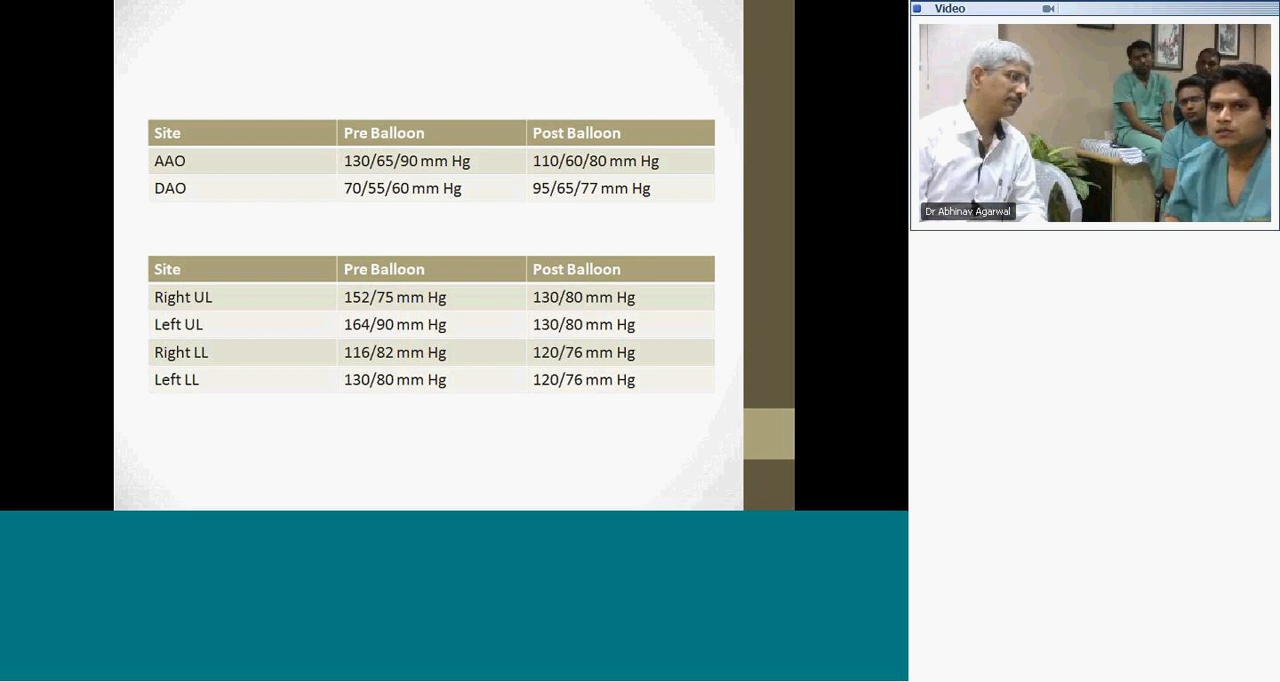 Site Pre Balloon Post Balloon
AAO 130/65/90 mm Hg 110/60/80 mm Hg
DAO 70/55/60 mm Hg 95/65/77 mm Hg
Site Pre Balloon Post Balloon
Right UL 152/75 mm Hg 130/80 mm Hg
Left UL 164/90 mm Hg 130/80 mm Hg
Right LL 116/82 mm Hg 120/76 mm Hg
Left LL 130/80 mm Hg 120/76 mm Hg
Video
Dr Abhinav Agarwal